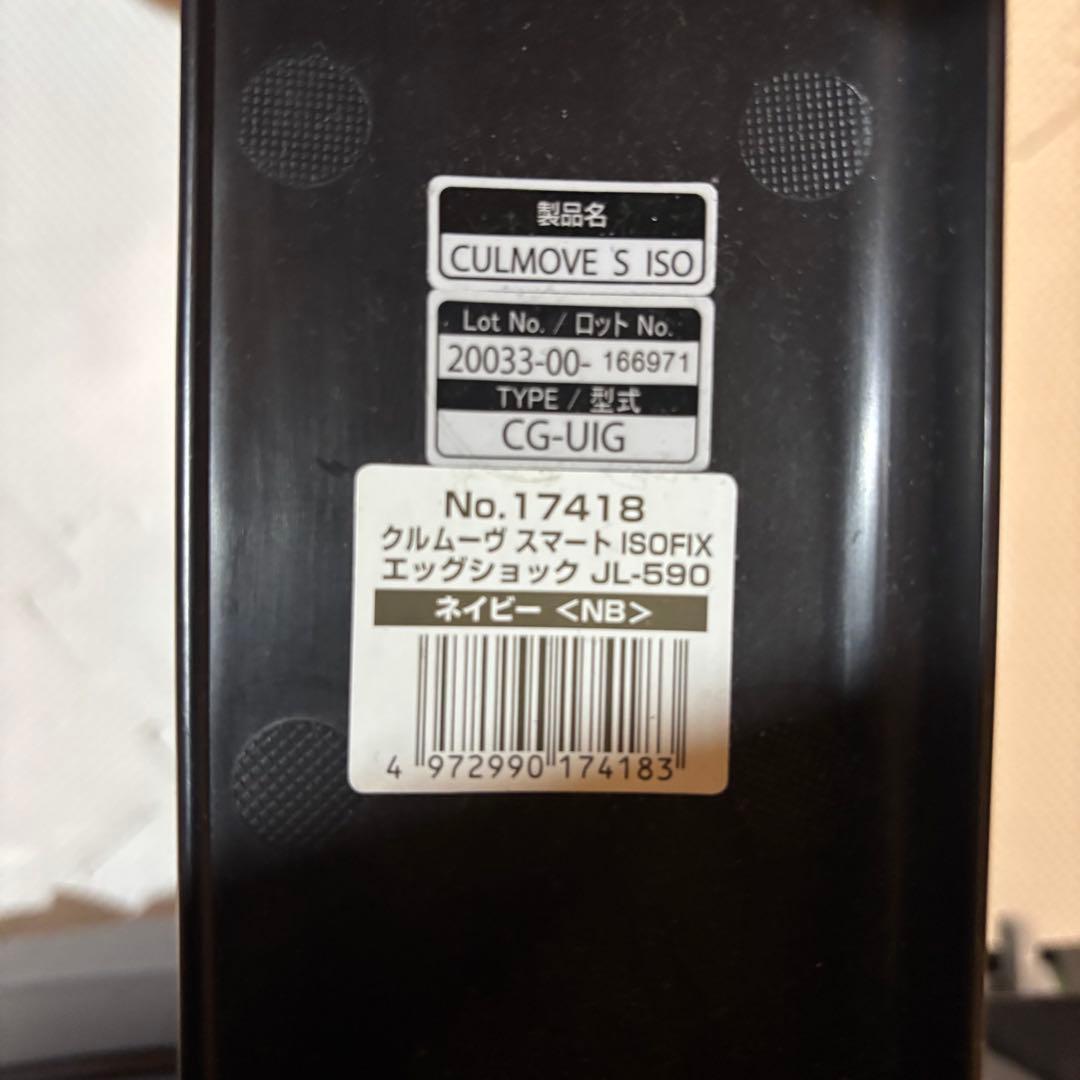 製品名
CULMOVE S ISO
Lot No. / ロット No.
20033-00- 166971
TYPE / 型式
CG-UIG
No.17418
クルムーヴ スマート ISOFIX
エッグショック JL-590
ネイビー <NB>
4 972990 174183